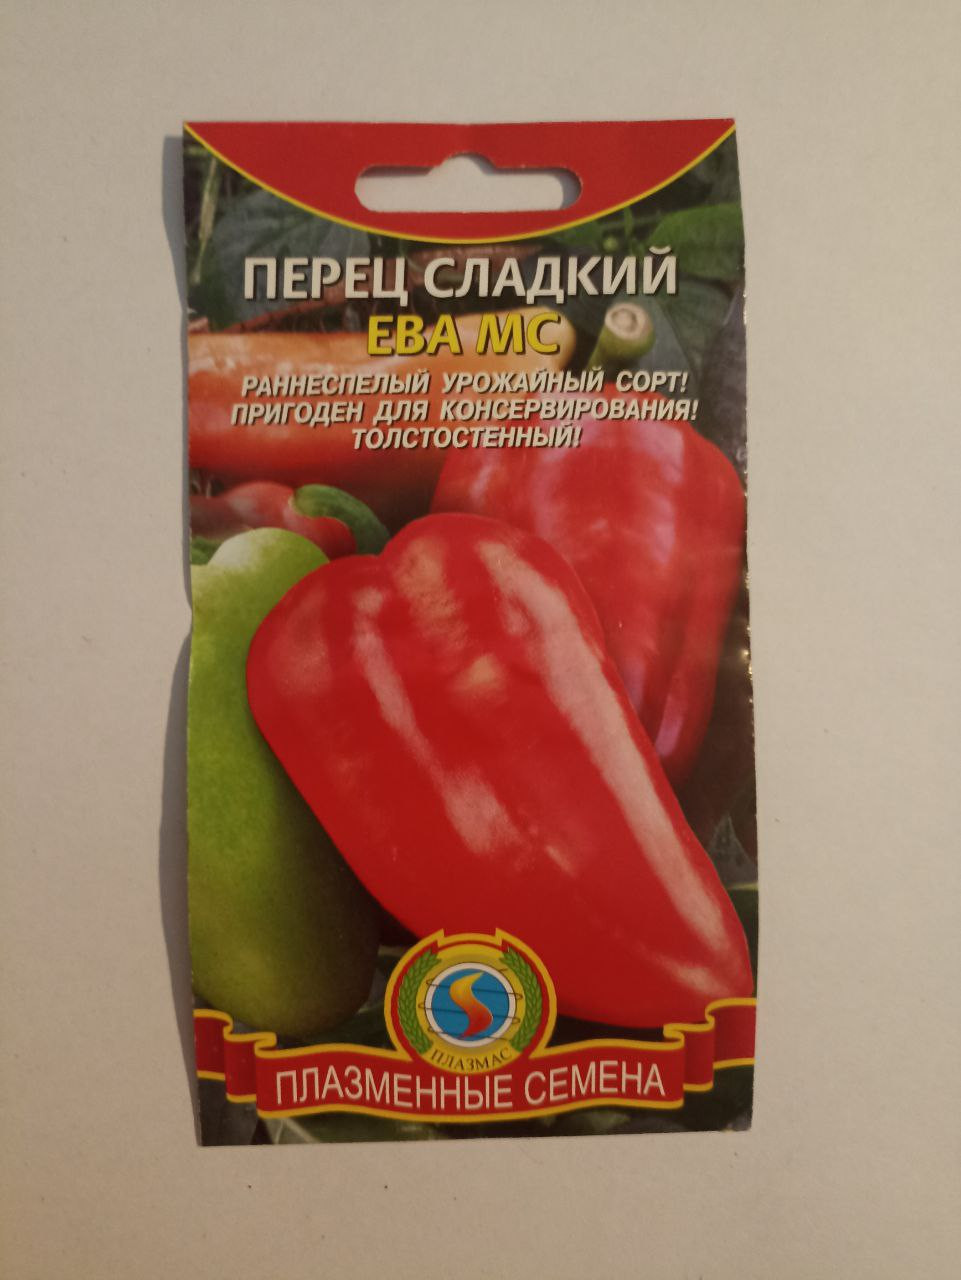 ПЕРЕЦ СЛАДКИЙ
ЕВА МС
РАННЕСПЕЛЫЙ УРОЖАЙНЫЙ СОРТ!
ПРИГОДЕН ДЛЯ КОНСЕРВИРОВАНИЯ!
ТОЛСТОСТЕННЫЙ!
ПЛАЗМАС
ПЛАЗМЕННЫЕ СЕМЕНА